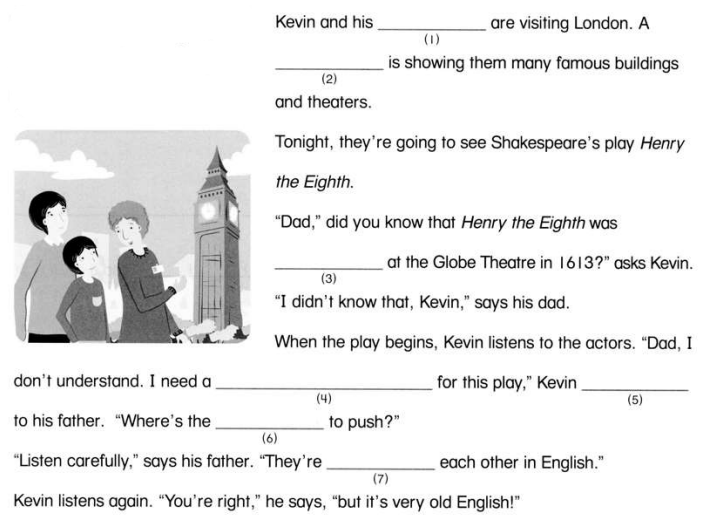 Kevin and his ____________ are visiting London. A
(1)
____________ is showing them many famous buildings
(2)
and theaters.
Tonight, they're going to see Shakespeare's play Henry
the Eighth.
“Dad,” did you know that Henry the Eighth was
____________ at the Globe Theatre in 1613?” asks Kevin.
(3)
“I didn't know that, Kevin,” says his dad.
When the play begins, Kevin listens to the actors. “Dad, I
don't understand. I need a ________________________ for this play,” Kevin ____________
(4) (5)
to his father. “Where's the ____________ to push?”
(6)
“Listen carefully,” says his father. “They're ____________ each other in English.”
(7)
Kevin listens again. “You're right,” he says, “but it's very old English!”